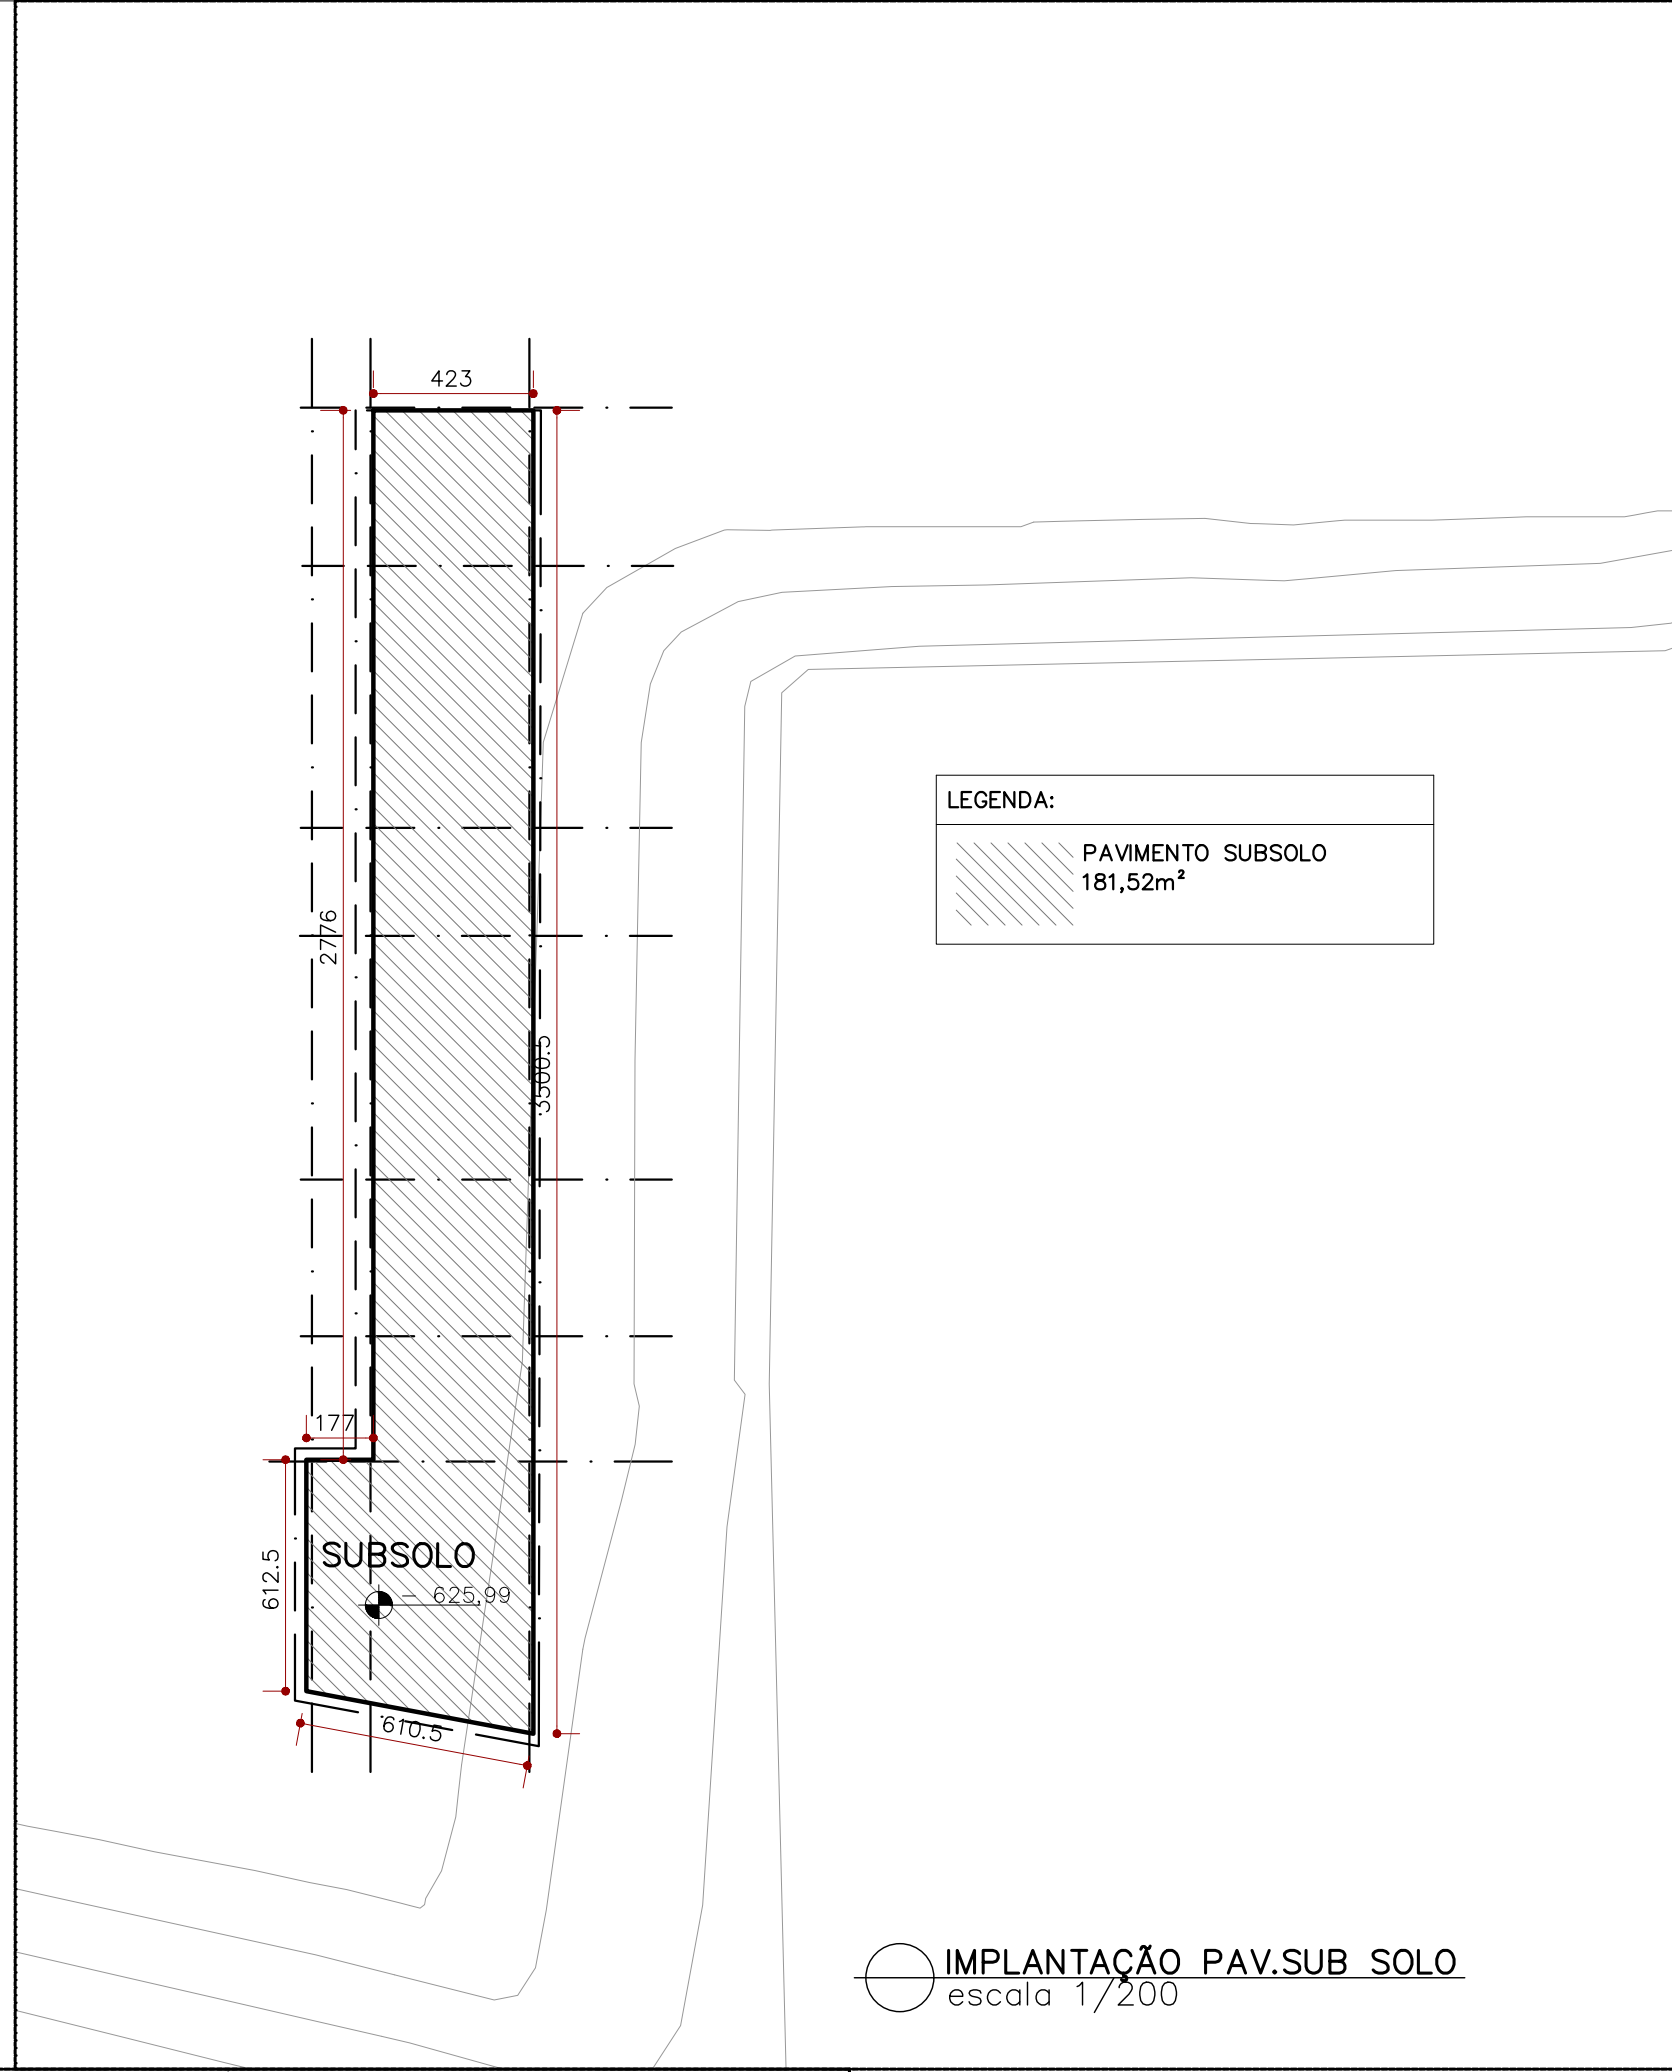 423
2776
3500.5
LEGENDA:
PAVIMENTO SUBSOLO
181,52m²
177
612.5
SUBSOLO
- 625,99
610.5
IMPLANTAÇÃO PAV.SUB SOLO
escala 1/200